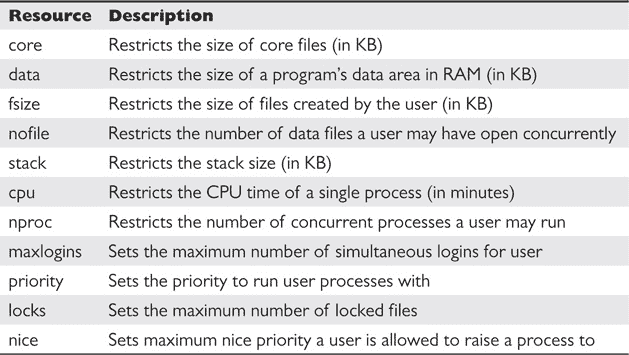 Resource Description
core Restricts the size of core files (in KB)
data Restricts the size of a program's data area in RAM (in KB)
fsize Restricts the size of files created by the user (in KB)
nofile Restricts the number of data files a user may have open concurrently
stack Restricts the stack size (in KB)
cpu Restricts the CPU time of a single process (in minutes)
nproc Restricts the number of concurrent processes a user may run
maxlogins Sets the maximum number of simultaneous logins for user
priority Sets the priority to run user processes with
locks Sets the maximum number of locked files
nice Sets maximum nice priority a user is allowed to raise a process to